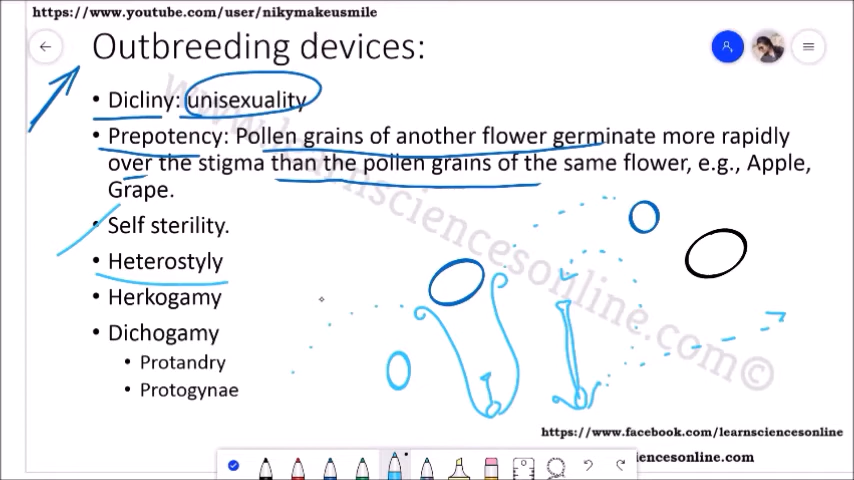 https://www.youtube.com/user/nikymakeusmile
Outbreeding devices:
• Dicliny: unisexuality
• Prepotency: Pollen grains of another flower germinate more rapidly
over the stigma than the pollen grains of the same flower, e.g., Apple,
Grape.
• Self sterility.
• Heterostyly
• Herkogamy
• Dichogamy
• Protandry
• Protogynae
www.learnsciencesonline.com©
https://www.facebook.com/learnsciencesonline
iencesonline.com